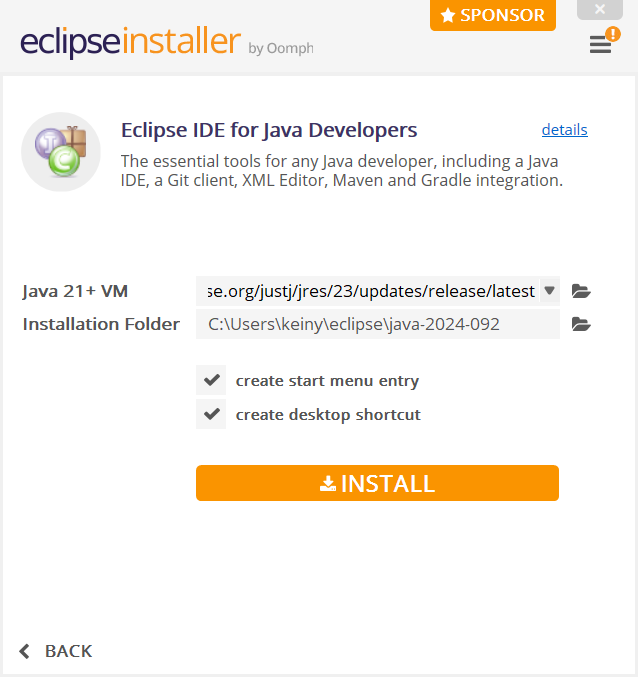 SPONSOR
eclipseinstaller by Oomph
!
Eclipse IDE for Java Developers
details
The essential tools for any Java developer, including a Java
IDE, a Git client, XML Editor, Maven and Gradle integration.
Java 21+ VM
se.org/justj/jres/23/updates/release/latest
Installation Folder
C:\Users\keiny\eclipse\java-2024-092
create start menu entry
create desktop shortcut
INSTALL
BACK